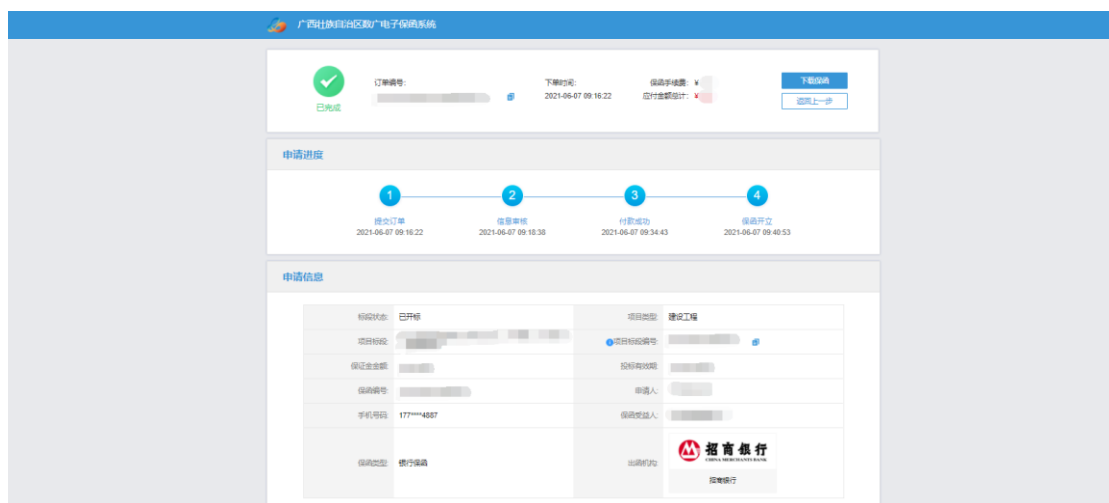 广西壮族自治区数广电子保函系统
订单编号: 下单时间: 保函手续费: ¥ 下载保函
2021-06-07 09:16:22 应付金额总计: ¥ 返回上一步
已完成
申请进度
1 2 3 4
提交订单 信息审核 付款成功 保函开立
2021-06-07 09:16:22 2021-06-07 09:18:38 2021-06-07 09:34:43 2021-06-07 09:40:53
申请信息
标段状态: 已开标 项目类型: 建设工程
项目标段: 项目标段编号:
保证金金额: 投标有效期:
保函编号: 申请人:
手机号码: 177****4887 保函受益人:
保函类型: 银行保函 出函机构: 招商银行
CHINA MERCHANTS BANK
招商银行